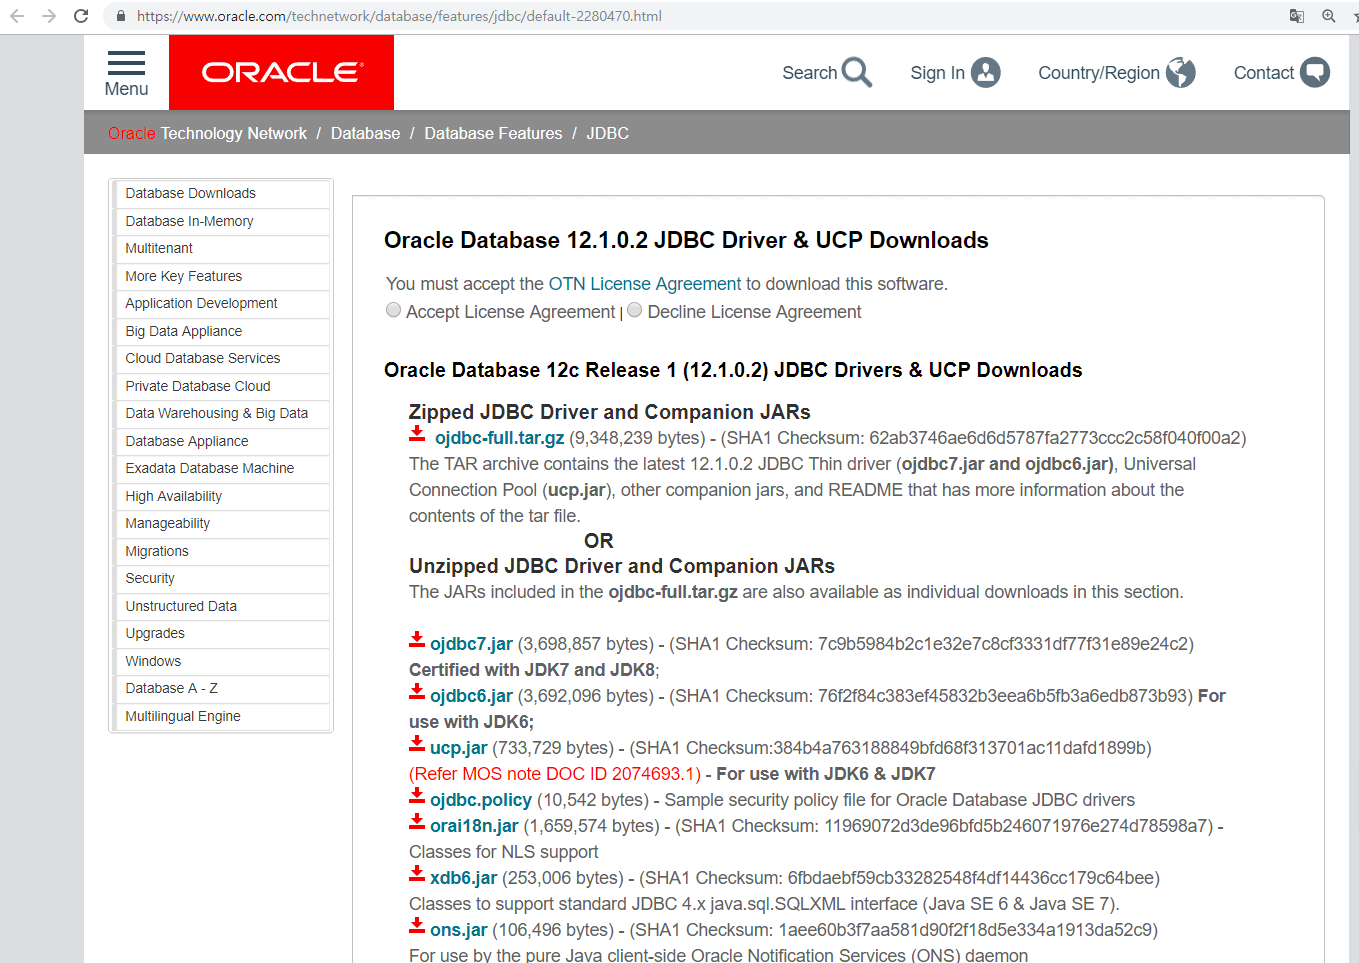 https://www.oracle.com/technetwork/database/features/jdbc/default-2280470.html
Menu
ORACLE
Search
Sign In
Country/Region
Contact
Oracle Technology Network / Database / Database Features / JDBC
Database Downloads
Database In-Memory
Multitenant
More Key Features
Application Development
Big Data Appliance
Cloud Database Services
Private Database Cloud
Data Warehousing & Big Data
Database Appliance
Exadata Database Machine
High Availability
Manageability
Migrations
Security
Unstructured Data
Upgrades
Windows
Database A - Z
Multilingual Engine
Oracle Database 12.1.0.2 JDBC Driver & UCP Downloads
You must accept the OTN License Agreement to download this software.
Accept License Agreement | Decline License Agreement
Oracle Database 12c Release 1 (12.1.0.2) JDBC Drivers & UCP Downloads
Zipped JDBC Driver and Companion JARs
ojdbc-full.tar.gz (9,348,239 bytes) - (SHA1 Checksum: 62ab3746ae6d6d5787fa2773ccc2c58f040f00a2)
The TAR archive contains the latest 12.1.0.2 JDBC Thin driver (ojdbc7.jar and ojdbc6.jar), Universal
Connection Pool (ucp.jar), other companion jars, and README that has more information about the
contents of the tar file.
OR
Unzipped JDBC Driver and Companion JARs
The JARs included in the ojdbc-full.tar.gz are also available as individual downloads in this section.
ojdbc7.jar (3,698,857 bytes) - (SHA1 Checksum: 7c9b5984b2c1e32e7c8cf3331df77f31e89e24c2)
Certified with JDK7 and JDK8;
ojdbc6.jar (3,692,096 bytes) - (SHA1 Checksum: 76f2f84c383ef45832b3eea6b5fb3a6edb873b93) For
use with JDK6;
ucp.jar (733,729 bytes) - (SHA1 Checksum:384b4a763188849bfd68f313701ac11dafd1899b)
(Refer MOS note DOC ID 2074693.1) - For use with JDK6 & JDK7
ojdbc.policy (10,542 bytes) - Sample security policy file for Oracle Database JDBC drivers
orai18n.jar (1,659,574 bytes) - (SHA1 Checksum: 11969072d3de96bfd5b246071976e274d78598a7) -
Classes for NLS support
xdb6.jar (253,006 bytes) - (SHA1 Checksum: 6fbdaebf59cb33282548f4df14436cc179c64bee)
Classes to support standard JDBC 4.x java.sql.SQLXML interface (Java SE 6 & Java SE 7).
ons.jar (106,496 bytes) - (SHA1 Checksum: 1aee60b3f7aa581d90f2f18d5e334a1913da52c9)
For use by the pure Java client-side Oracle Notification Services (ONS) daemon